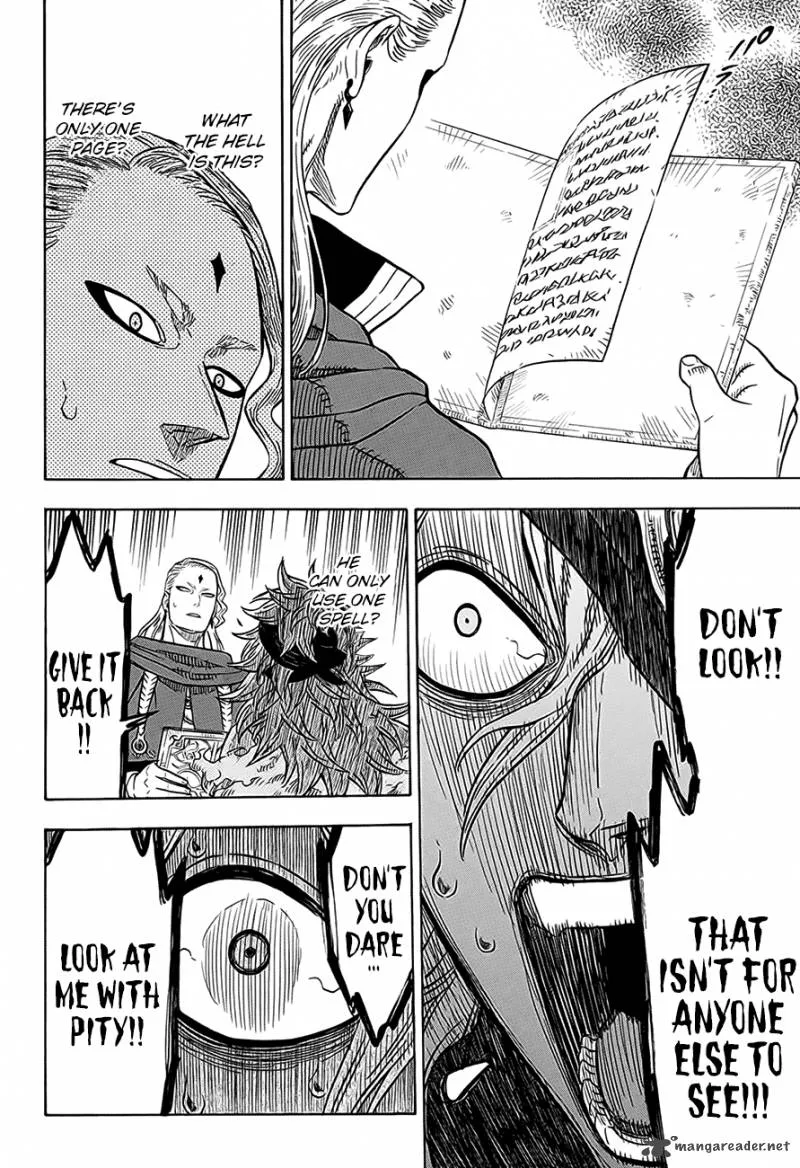 WHAT
THE HELL
IS THIS?
THERE'S
ONLY ONE
PAGE?
DON'T
LOOK!!
THAT
ISN'T FOR
ANYONE
ELSE TO
SEE!!!
HE
CAN ONLY
USE ONE
SPELL?
GIVE IT
BACK
!!
DON'T
YOU
DARE
...
LOOK AT
ME WITH
PITY!!
mangareader.net